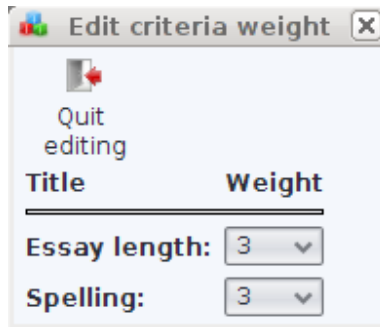 Edit criteria weight
Quit
editing
Title Weight
Essay length: 3
Spelling: 3